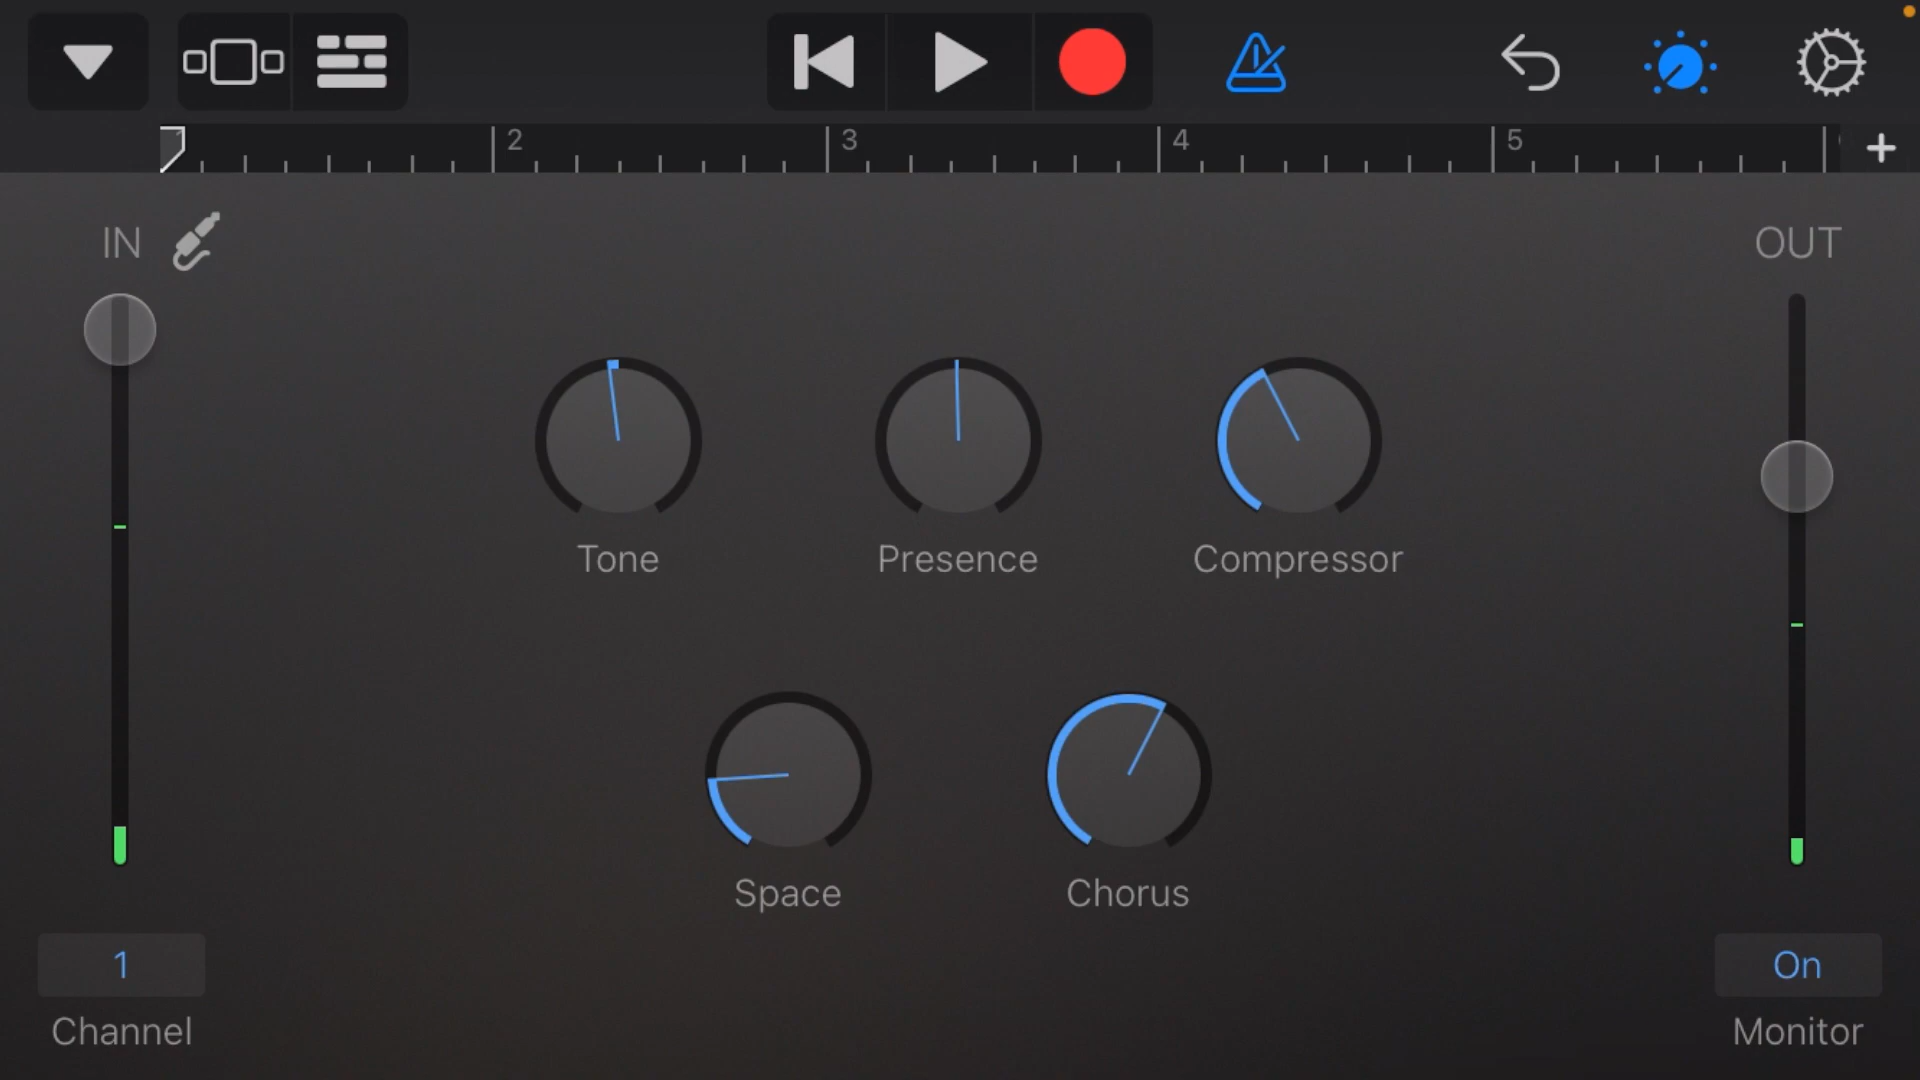 2
3
4
5
IN
OUT
Tone
Presence
Compressor
Space
Chorus
1
On
Channel
Monitor